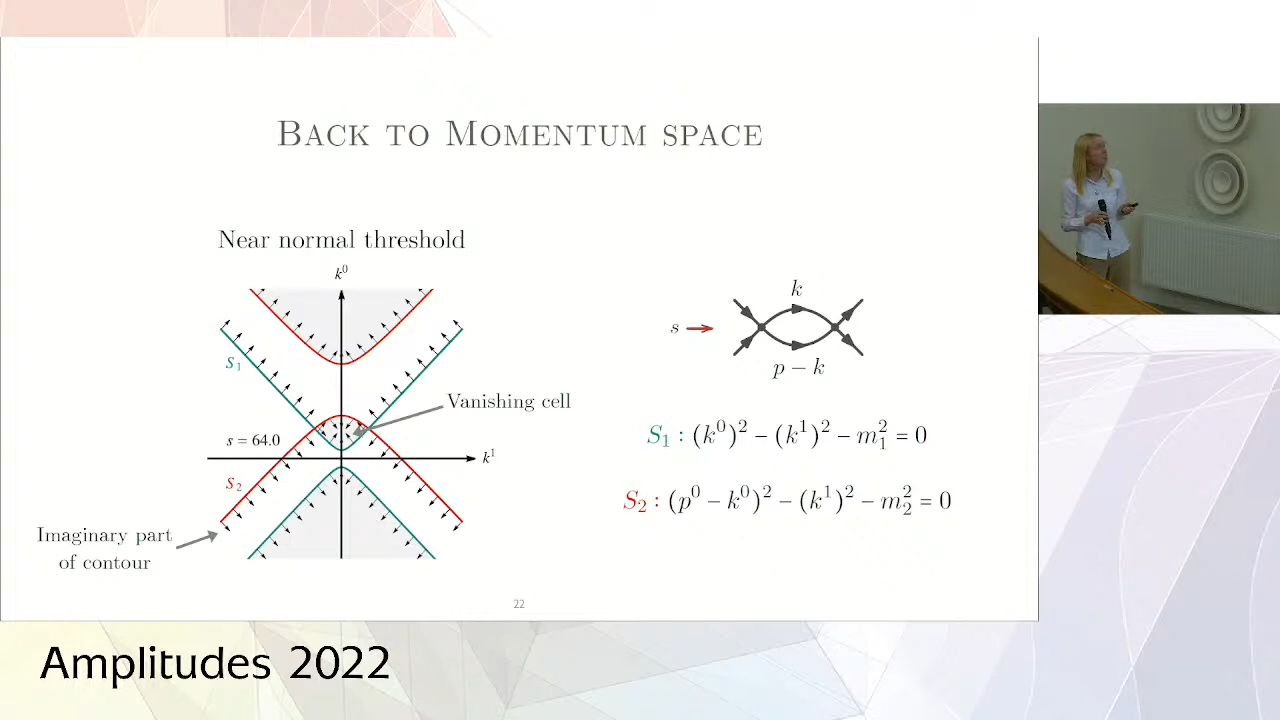 BACK TO MOMENTUM SPACE
Near normal threshold
k⁰
S₁
Vanishing cell
s = 64.0
k¹
S₂
Imaginary part
of contour
k
s
p − k
S₁ : (k⁰)² − (k¹)² − m₁² = 0
S₂ : (p⁰ − k⁰)² − (k¹)² − m₂² = 0
22
Amplitudes 2022